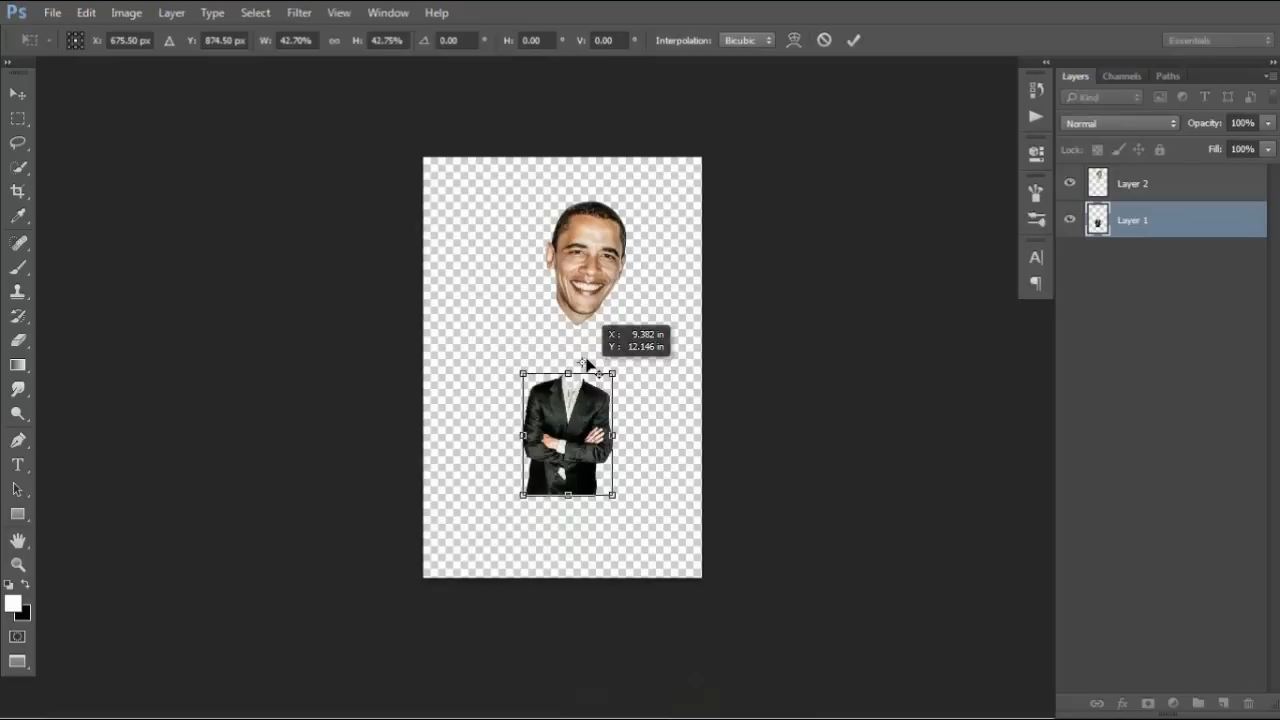 Ps File Edit Image Layer Type Select Filter View Window Help
X: 675.50 px Y: 874.50 px W: 42.70% H: 42.75% 0.00 ° H: 0.00 ° V: 0.00 ° Interpolation: Bicubic Essentials
Layers Channels Paths
Kind
Normal Opacity: 100%
Lock: Fill: 100%
Layer 2
Layer 1
X : 9.382 in
Y : 12.146 in